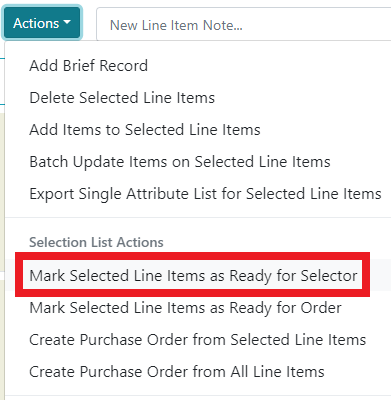 Actions
New Line Item Note...
Add Brief Record
Delete Selected Line Items
Add Items to Selected Line Items
Batch Update Items on Selected Line Items
Export Single Attribute List for Selected Line Items
Selection List Actions
Mark Selected Line Items as Ready for Selector
Mark Selected Line Items as Ready for Order
Create Purchase Order from Selected Line Items
Create Purchase Order from All Line Items